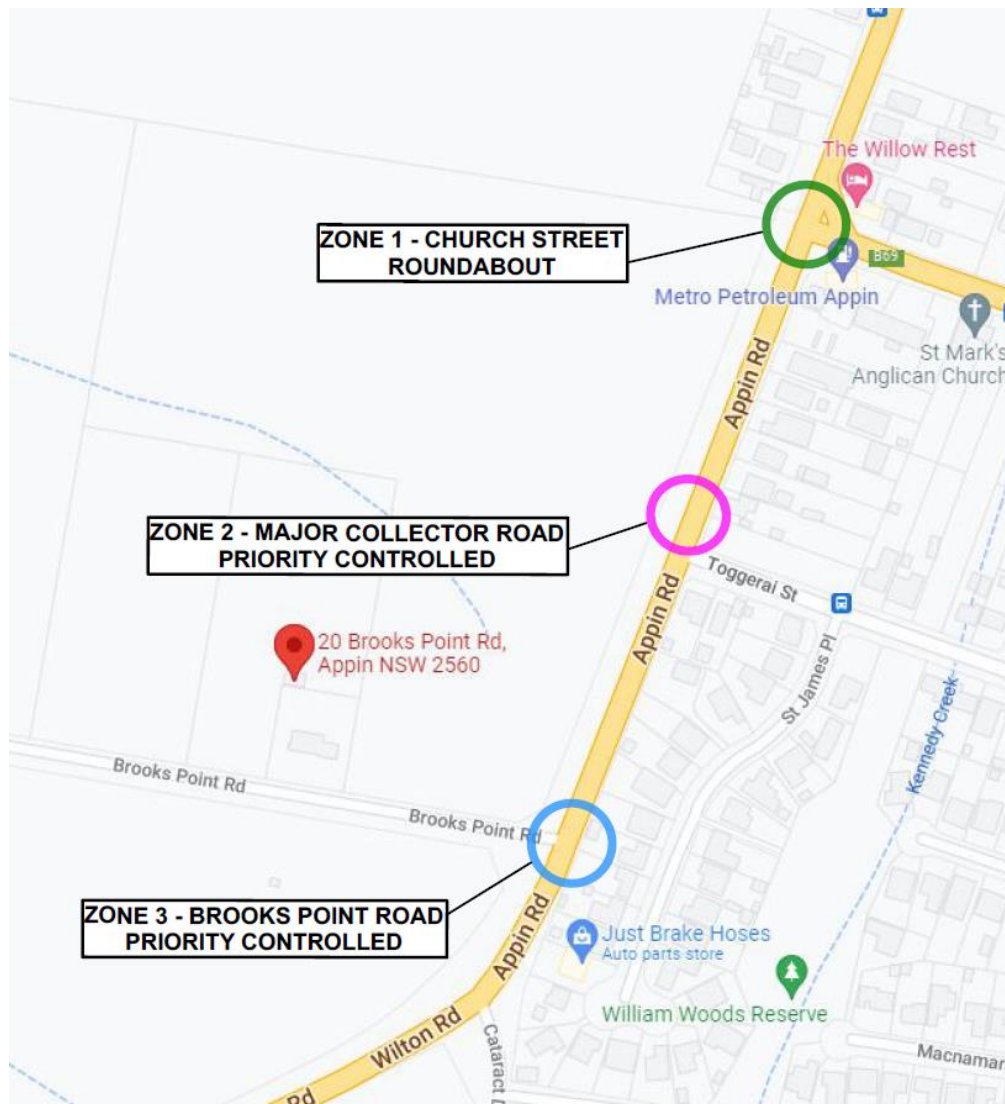 The Willow Rest
ZONE 1 - CHURCH STREET
ROUNDABOUT
B69
Metro Petroleum Appin
St Mark's
Anglican Church
Appin Rd
ZONE 2 - MAJOR COLLECTOR ROAD
PRIORITY CONTROLLED
Toggerai St
Appin Rd
20 Brooks Point Rd,
Appin NSW 2560
St James Pl
Kennedy Creek
Brooks Point Rd
Brooks Point Rd
ZONE 3 - BROOKS POINT ROAD
PRIORITY CONTROLLED
Appin Rd
Just Brake Hoses
Auto parts store
William Woods Reserve
Wilton Rd
Cataract
Macnamar
Rd